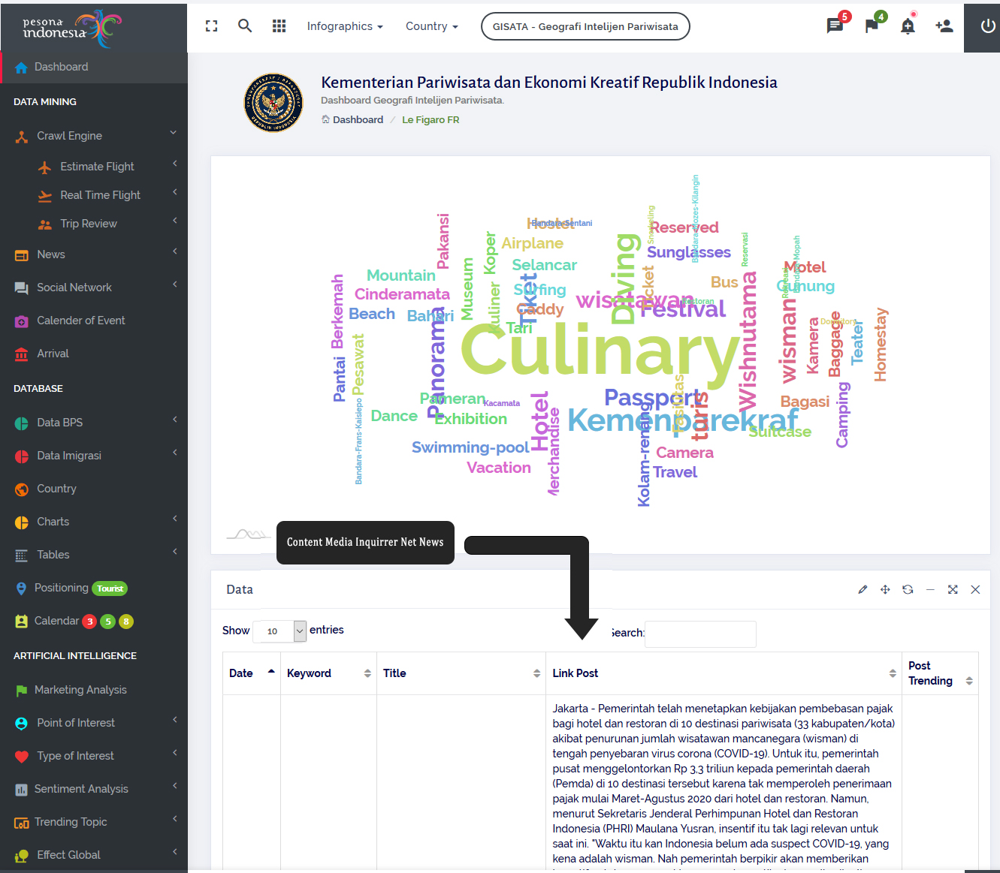 pesona
indonesia
Infographics
Country
GISATA - Geografi Intelijen Pariwisata
5
4
Dashboard
DATA MINING
Crawl Engine
Estimate Flight
Real Time Flight
Trip Review
News
Social Network
Calender of Event
Arrival
DATABASE
Data BPS
Data Imigrasi
Country
Charts
Tables
Positioning Tourist
Calendar 3 5 8
ARTIFICIAL INTELLIGENCE
Marketing Analysis
Point of Interest
Type of Interest
Sentiment Analysis
Trending Topic
Effect Global
Kementerian Pariwisata dan Ekonomi Kreatif Republik Indonesia
Dashboard Geografi Intelijen Pariwisata.
Dashboard / Le Figaro FR
REPUBLIK INDONESIA
Bandara-Mozes-Kilangin
Pakansi
Hostel
Bandara-Sentani
Snorkeling
Reserved
Koper
Airplane
Diving
Sunglasses
Reservasi
Bandara-Mopah
Museum
Selancar
Motel
Mountain
Surfing
Tiket
Ticket
Bus
Gunung
Rekreasi
Berkemah
Cinderamata
Kuliner
Caddy
wisatawan
Restoran
Festival
Wishnutama
wisman
Beach
Bahari
Panorama
Tari
Kamera
Baggage
Dormitory
Teater
Homestay
Culinary
Pantai
Pesawat
Pameran
Kacamata
Hotel
Passport
Fasilitas
turis
Bagasi
Camping
Bandara-Frans-Kaisiepo
Dance
Exhibition
Merchandise
Kemenparekraf
Kolam-renang
Suitcase
Swimming-pool
Camera
Vacation
Travel
Content Media Inquirrer Net News
Data
Show 10 entries
Search:
Date
Keyword
Title
Link Post
Post
Trending
Jakarta - Pemerintah telah menetapkan kebijakan pembebasan pajak
bagi hotel dan restoran di 10 destinasi pariwisata (33 kabupaten/kota)
akibat penurunan jumlah wisatawan mancanegara (wisman) di
tengah penyebaran virus corona (COVID-19). Untuk itu, pemerintah
pusat menggelontorkan Rp 3,3 triliun kepada pemerintah daerah
(Pemda) di 10 destinasi tersebut karena tak memperoleh penerimaan
pajak mulai Maret-Agustus 2020 dari hotel dan restoran. Namun,
menurut Sekretaris Jenderal Perhimpunan Hotel dan Restoran
Indonesia (PHRI) Maulana Yusran, insentif itu tak lagi relevan untuk
saat ini. "Waktu itu kan Indonesia belum ada suspect COVID-19, yang
kena adalah wisman. Nah pemerintah berpikir akan memberikan